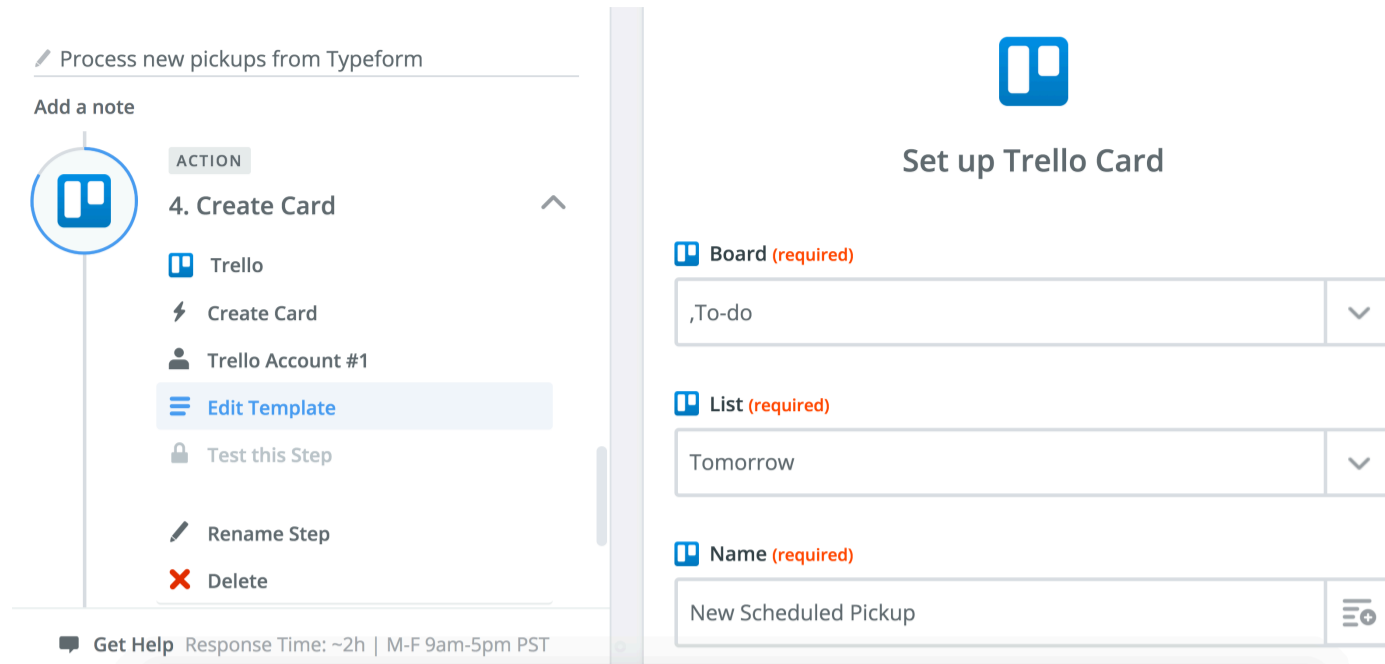 Process new pickups from Typeform
Add a note
ACTION
4. Create Card
Trello
Create Card
Trello Account #1
Edit Template
Test this Step
Rename Step
Delete
Get Help Response Time: ~2h | M-F 9am-5pm PST
Set up Trello Card
Board (required)
,To-do
List (required)
Tomorrow
Name (required)
New Scheduled Pickup